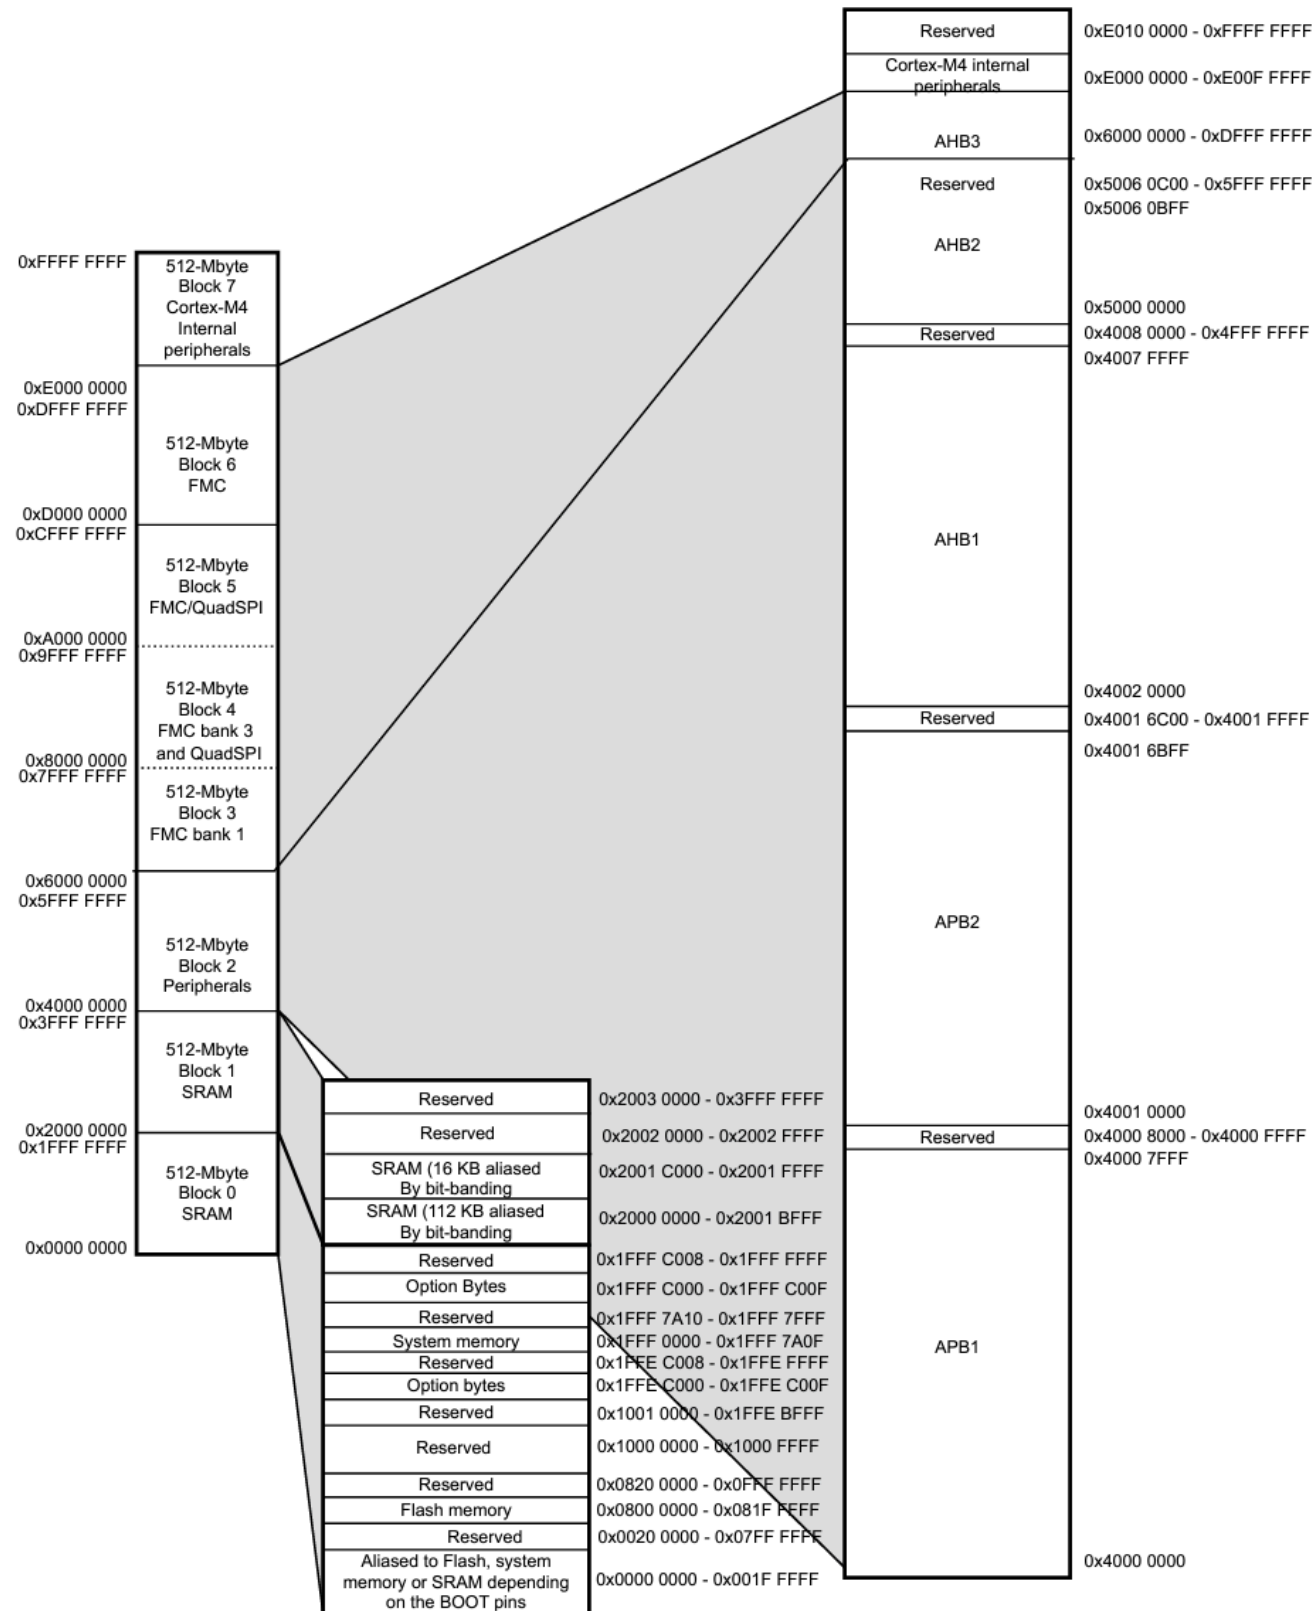 0xFFFF FFFF
512-Mbyte
Block 7
Cortex-M4
Internal
peripherals
0xE000 0000
0xDFFF FFFF
512-Mbyte
Block 6
FMC
0xD000 0000
0xCFFF FFFF
512-Mbyte
Block 5
FMC/QuadSPI
0xA000 0000
0x9FFF FFFF
512-Mbyte
Block 4
FMC bank 3
and QuadSPI
0x8000 0000
0x7FFF FFFF
512-Mbyte
Block 3
FMC bank 1
0x6000 0000
0x5FFF FFFF
512-Mbyte
Block 2
Peripherals
0x4000 0000
0x3FFF FFFF
512-Mbyte
Block 1
SRAM
0x2000 0000
0x1FFF FFFF
512-Mbyte
Block 0
SRAM
0x0000 0000
Reserved 0x2003 0000 - 0x3FFF FFFF
Reserved 0x2002 0000 - 0x2002 FFFF
SRAM (16 KB aliased
By bit-banding
0x2001 C000 - 0x2001 FFFF
SRAM (112 KB aliased
By bit-banding
0x2000 0000 - 0x2001 BFFF
Reserved 0x1FFF C008 - 0x1FFF FFFF
Option Bytes 0x1FFF C000 - 0x1FFF C00F
Reserved 0x1FFF 7A10 - 0x1FFF 7FFF
System memory 0x1FFF 0000 - 0x1FFF 7A0F
Reserved 0x1FFE C008 - 0x1FFE FFFF
Option bytes 0x1FFE C000 - 0x1FFE C00F
Reserved 0x1001 0000 - 0x1FFE BFFF
Reserved 0x1000 0000 - 0x1000 FFFF
Reserved 0x0820 0000 - 0x0FFF FFFF
Flash memory 0x0800 0000 - 0x081F FFFF
Reserved 0x0020 0000 - 0x07FF FFFF
Aliased to Flash, system
memory or SRAM depending
on the BOOT pins
0x0000 0000 - 0x001F FFFF
Reserved 0xE010 0000 - 0xFFFF FFFF
Cortex-M4 internal
peripherals
0xE000 0000 - 0xE00F FFFF
AHB3 0x6000 0000 - 0xDFFF FFFF
Reserved 0x5006 0C00 - 0x5FFF FFFF
0x5006 0BFF
AHB2
0x5000 0000
Reserved 0x4008 0000 - 0x4FFF FFFF
0x4007 FFFF
AHB1
0x4002 0000
Reserved 0x4001 6C00 - 0x4001 FFFF
0x4001 6BFF
APB2
0x4001 0000
Reserved 0x4000 8000 - 0x4000 FFFF
0x4000 7FFF
APB1
0x4000 0000